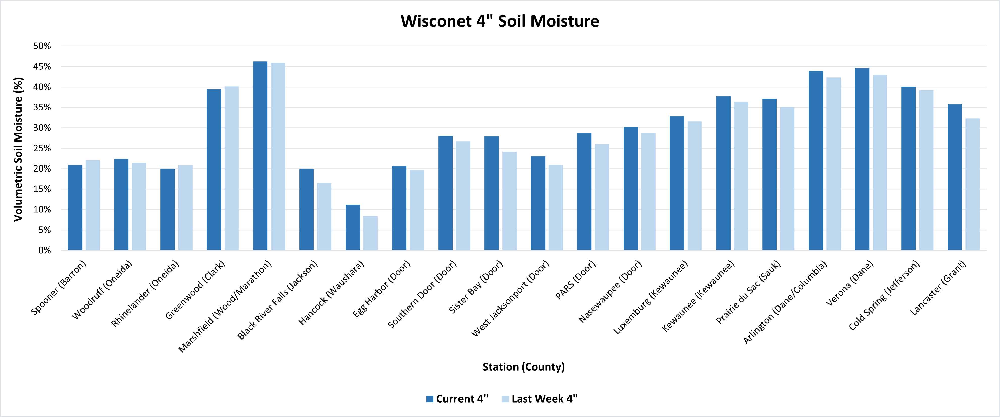 Wisconet 4" Soil Moisture
Volumetric Soil Moisture (%)
50%
45%
40%
35%
30%
25%
20%
15%
10%
5%
0%
Spooner (Barron)
Woodruff (Oneida)
Rhinelander (Oneida)
Greenwood (Clark)
Marshfield (Wood/Marathon)
Black River Falls (Jackson)
Hancock (Waushara)
Egg Harbor (Door)
Southern Door (Door)
Sister Bay (Door)
West Jacksonport (Door)
PARS (Door)
Nasewaupee (Door)
Luxemburg (Kewaunee)
Kewaunee (Kewaunee)
Prairie du Sac (Sauk)
Arlington (Dane/Columbia)
Verona (Dane)
Cold Spring (Jefferson)
Lancaster (Grant)
Station (County)
Current 4" Last Week 4"